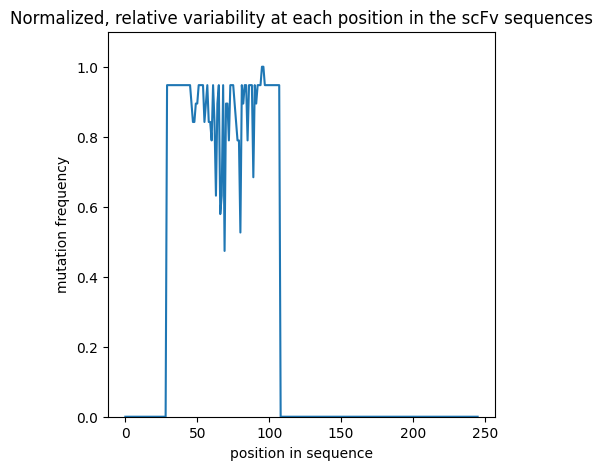 Normalized, relative variability at each position in the scFv sequences
1.0
0.8
0.6
0.4
0.2
0.0
mutation frequency
0 50 100 150 200 250
position in sequence